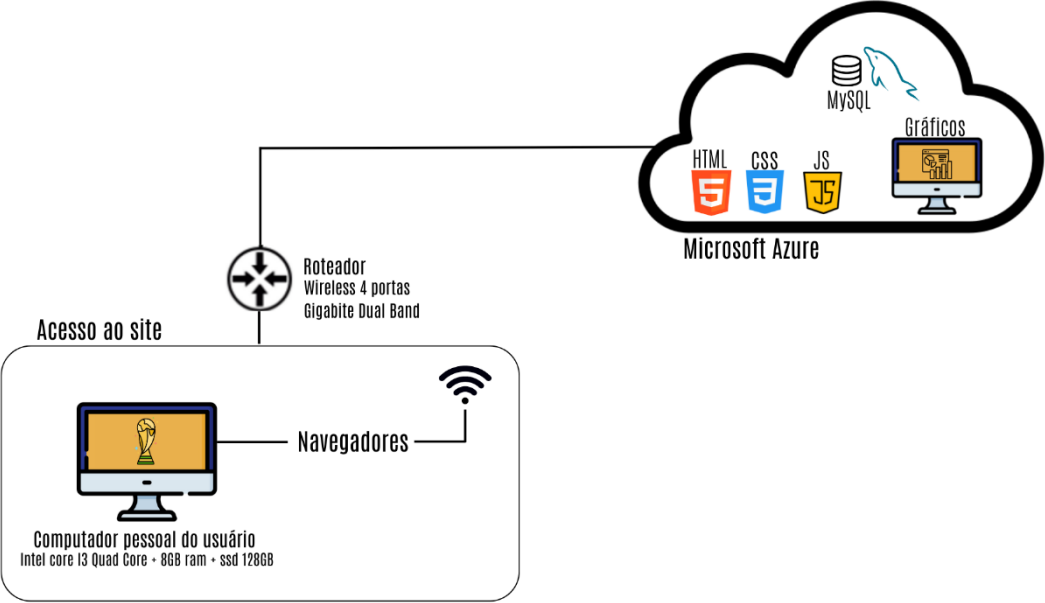 MySQL
Gráficos
HTML CSS JS
Microsoft Azure
Roteador
Wireless 4 portas
Gigabite Dual Band
Acesso ao site
Navegadores
Computador pessoal do usuário
Intel core I3 Quad Core + 8GB ram + ssd 128GB